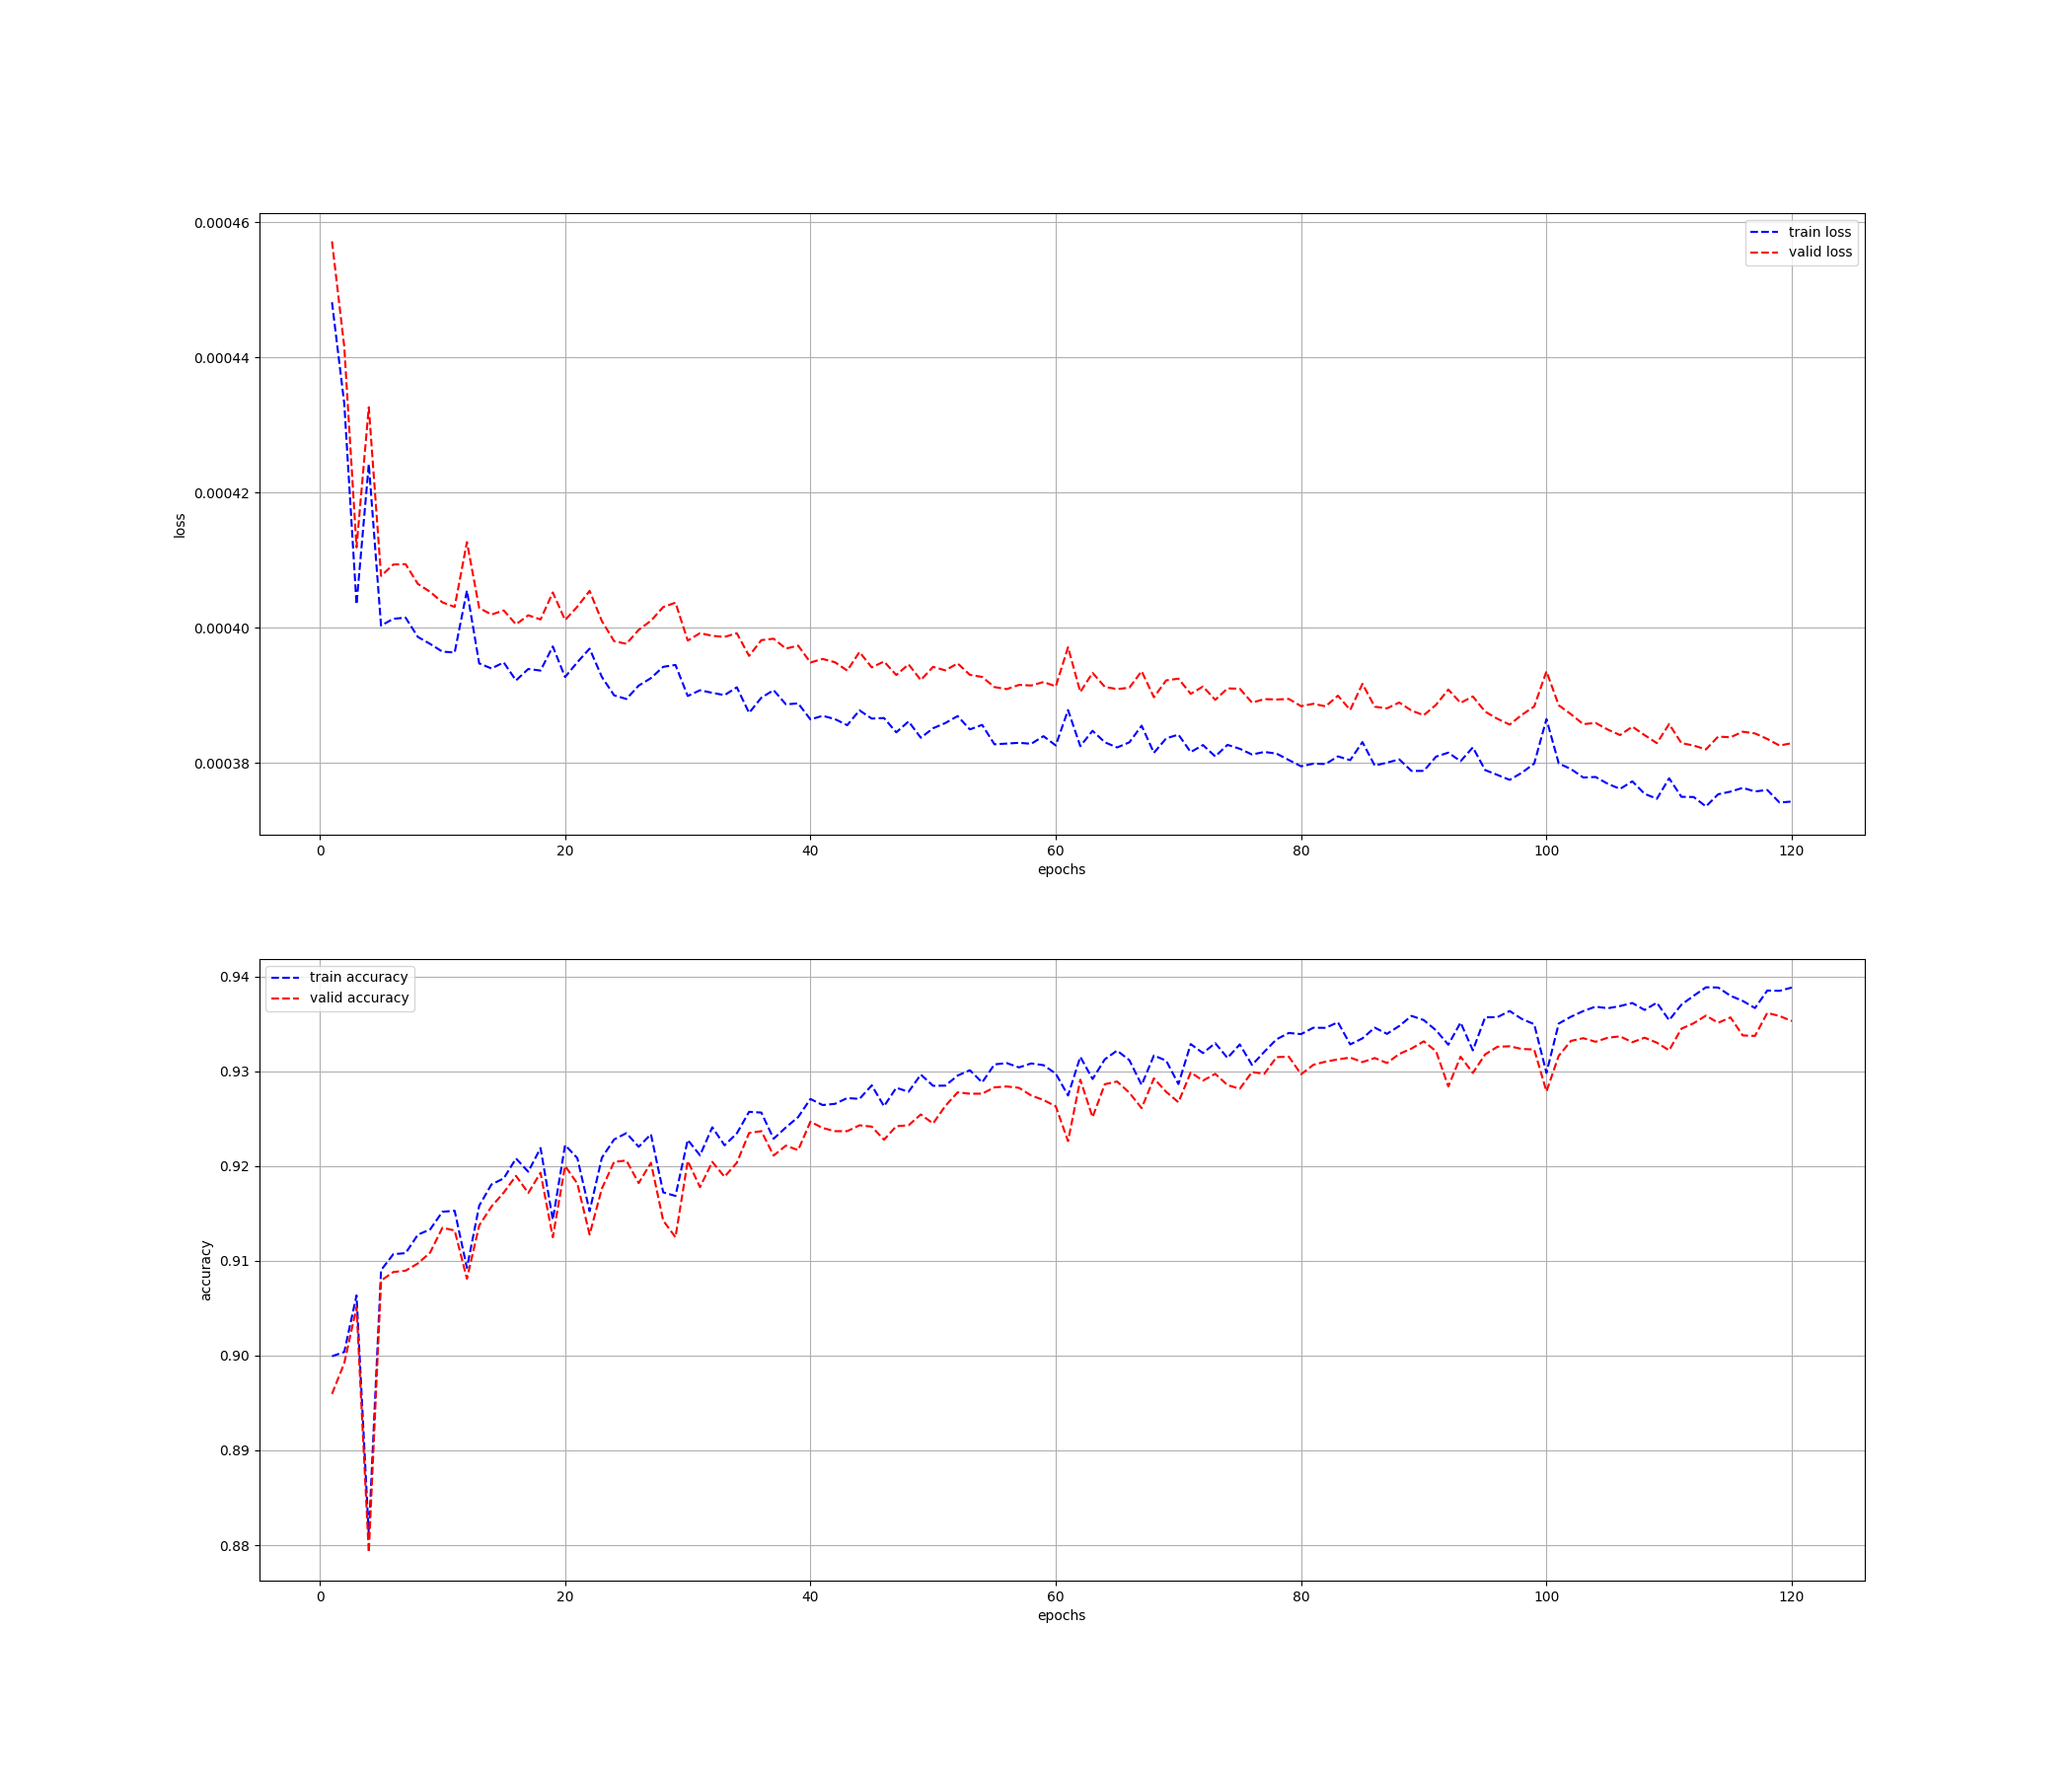 0.00046
0.00044
0.00042
0.00040
0.00038
loss
train loss
valid loss
0 20 40 60 80 100 120
epochs
0.94
0.93
0.92
0.91
0.90
0.89
0.88
accuracy
train accuracy
valid accuracy
0 20 40 60 80 100 120
epochs